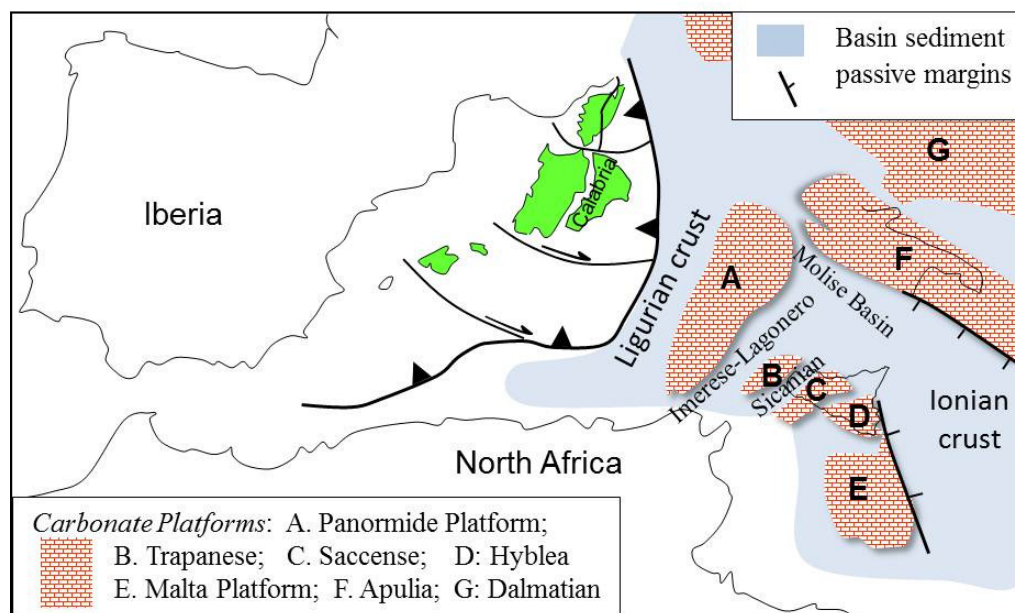 Basin sediment
passive margins
G
Iberia
Calabria
Ligurian crust
A
F
Molise Basin
Imerese-Lagonero
B
Sicanian
C
D
Ionian
crust
North Africa
E
Carbonate Platforms: A. Panormide Platform;
B. Trapanese; C. Saccense; D: Hyblea
E. Malta Platform; F. Apulia; G: Dalmatian